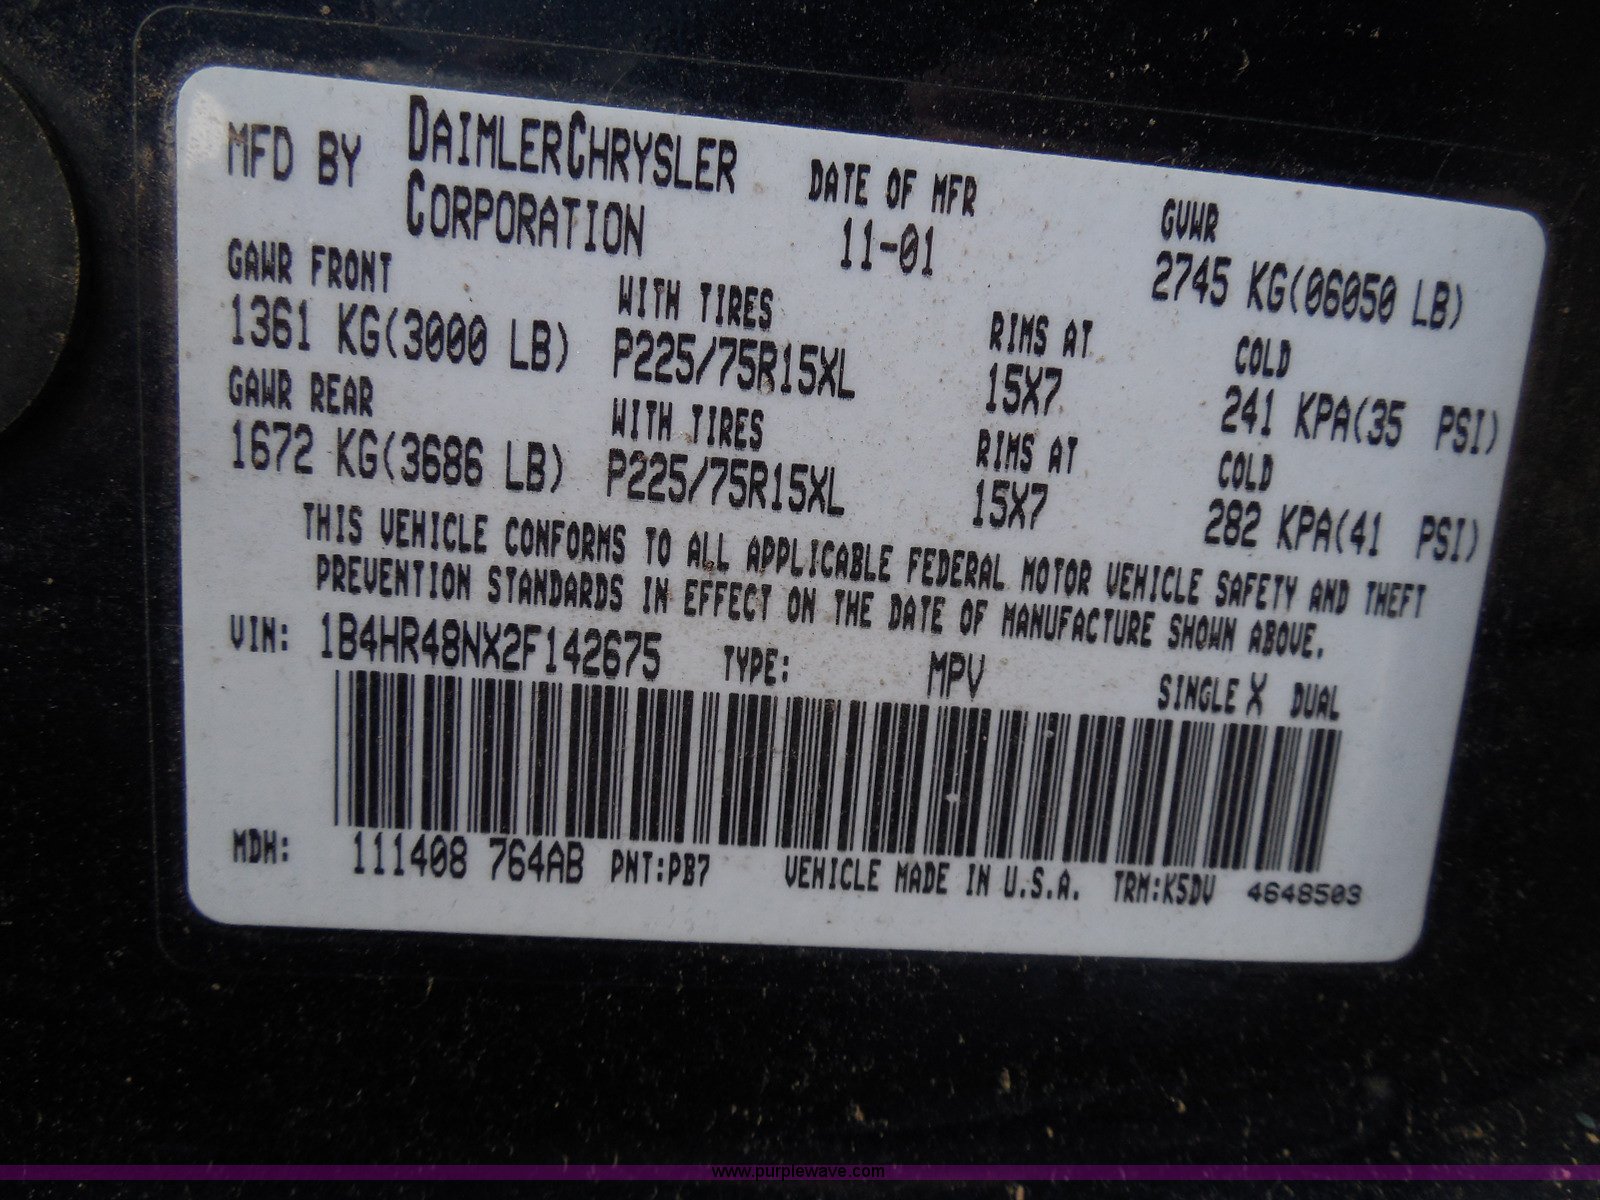 MFD BY DAIMLERCHRYSLER CORPORATION DATE OF MFR GVWR
11-01 2745 KG(06050 LB)
GAWR FRONT WITH TIRES RIMS AT COLD
1361 KG(3000 LB) P225/75R15XL 15X7 241 KPA(35 PSI)
GAWR REAR WITH TIRES RIMS AT COLD
1672 KG(3686 LB) P225/75R15XL 15X7 282 KPA(41 PSI)
THIS VEHICLE CONFORMS TO ALL APPLICABLE FEDERAL MOTOR VEHICLE SAFETY AND THEFT
PREVENTION STANDARDS IN EFFECT ON THE DATE OF MANUFACTURE SHOWN ABOVE.
VIN: 1B4HR48NX2F142675 TYPE: MPV SINGLE X DUAL
MDH: 111408 764AB PNT:PB7 VEHICLE MADE IN U.S.A. TRM:K5DV 4648503
www.purplewave.com